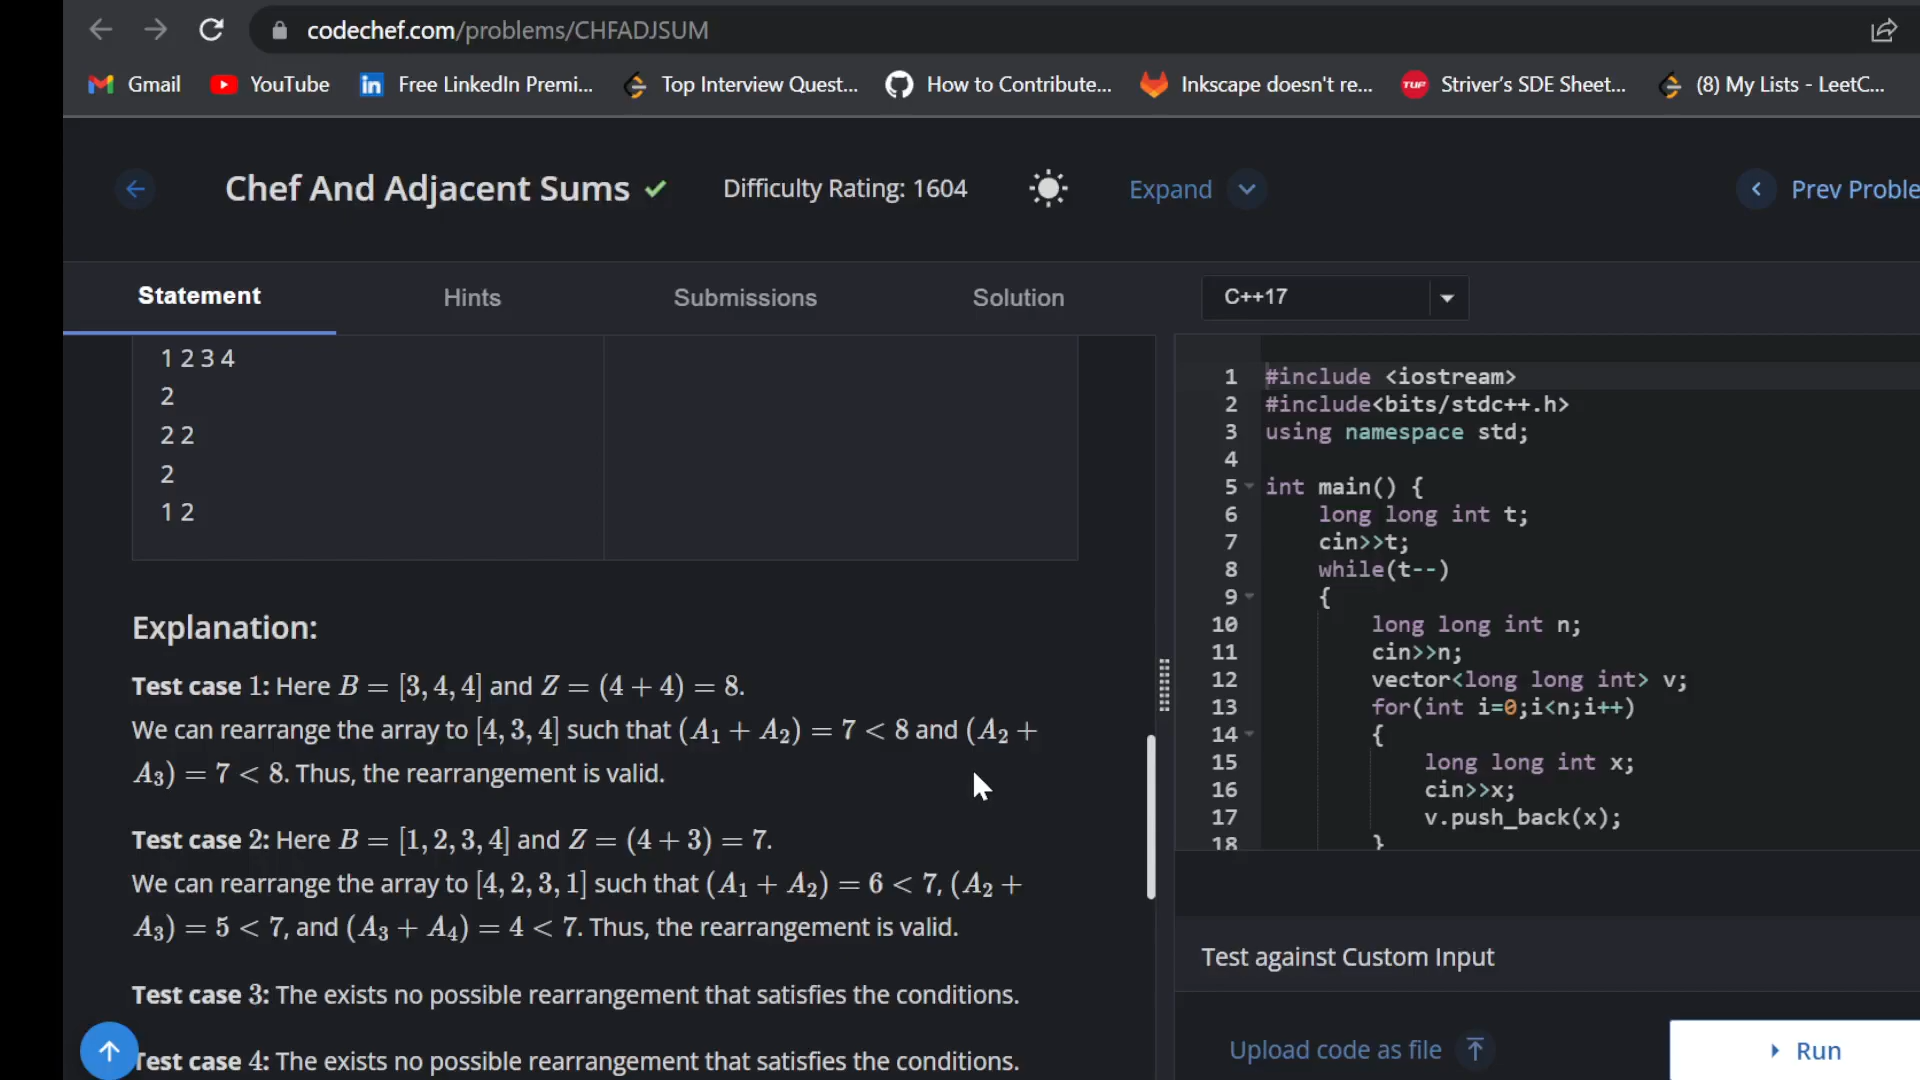 codechef.com/problems/CHFADJSUM
Gmail YouTube Free LinkedIn Premi... Top Interview Quest... How to Contribute... Inkscape doesn't re... TUF Striver's SDE Sheet... (8) My Lists - LeetC...
Chef And Adjacent Sums Difficulty Rating: 1604 Expand Prev Proble
Statement Hints Submissions Solution C++17
1 2 3 4
2
2 2
2
1 2
Explanation:
Test case 1: Here B = [3, 4, 4] and Z = (4 + 4) = 8.
We can rearrange the array to [4, 3, 4] such that (A₁ + A₂) = 7 < 8 and (A₂ +
A₃) = 7 < 8. Thus, the rearrangement is valid.
Test case 2: Here B = [1, 2, 3, 4] and Z = (4 + 3) = 7.
We can rearrange the array to [4, 2, 3, 1] such that (A₁ + A₂) = 6 < 7, (A₂ +
A₃) = 5 < 7, and (A₃ + A₄) = 4 < 7. Thus, the rearrangement is valid.
Test case 3: The exists no possible rearrangement that satisfies the conditions.
Test case 4: The exists no possible rearrangement that satisfies the conditions.
1 #include <iostream>
2 #include<bits/stdc++.h>
3 using namespace std;
4
5 int main() {
6 long long int t;
7 cin>>t;
8 while(t--)
9 {
10 long long int n;
11 cin>>n;
12 vector<long long int> v;
13 for(int i=0;i<n;i++)
14 {
15 long long int x;
16 cin>>x;
17 v.push_back(x);
18 }
Test against Custom Input
Upload code as file Run